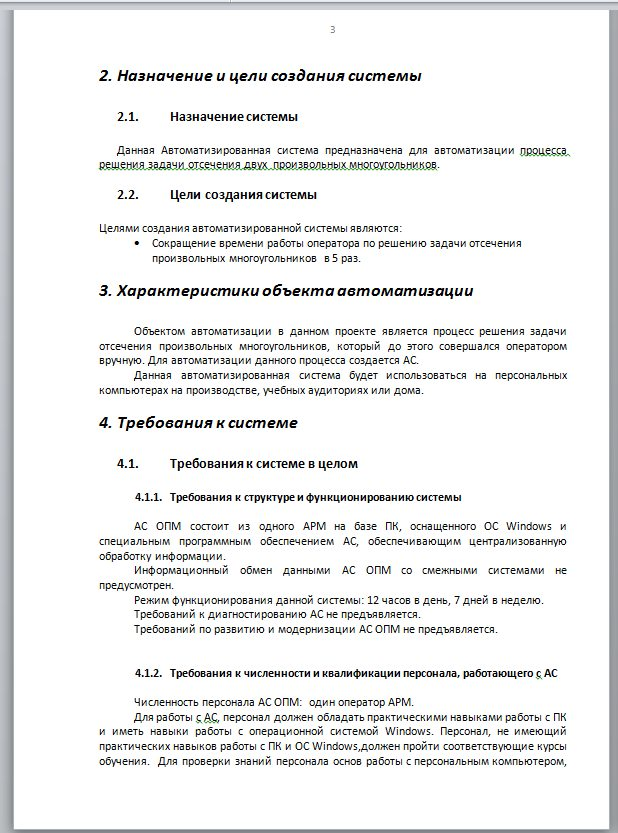 3
2. Назначение и цели создания системы
2.1. Назначение системы
Данная Автоматизированная система предназначена для автоматизации процесса
решения задачи отсечения двух произвольных многоугольников.
2.2. Цели создания системы
Целями создания автоматизированной системы являются:
• Сокращение времени работы оператора по решению задачи отсечения
произвольных многоугольников в 5 раз.
3. Характеристики объекта автоматизации
Объектом автоматизации в данном проекте является процесс решения задачи
отсечения произвольных многоугольников, который до этого совершался оператором
вручную. Для автоматизации данного процесса создается АС.
Данная автоматизированная система будет использоваться на персональных
компьютерах на производстве, учебных аудиториях или дома.
4. Требования к системе
4.1. Требования к системе в целом
4.1.1. Требования к структуре и функционированию системы
АС ОПМ состоит из одного АРМ на базе ПК, оснащенного ОС Windows и
специальным программным обеспечением АС, обеспечивающим централизованную
обработку информации.
Информационный обмен данными АС ОПМ со смежными системами не
предусмотрен.
Режим функционирования данной системы: 12 часов в день, 7 дней в неделю.
Требований к диагностированию АС не предъявляется.
Требований по развитию и модернизации АС ОПМ не предъявляется.
4.1.2. Требования к численности и квалификации персонала, работающего с АС
Численность персонала АС ОПМ: один оператор АРМ.
Для работы с АС, персонал должен обладать практическими навыками работы с ПК
и иметь навыки работы с операционной системой Windows. Персонал, не имеющий
практических навыков работы с ПК и ОС Windows,должен пройти соответствующие курсы
обучения. Для проверки знаний персонала основ работы с персональным компьютером,